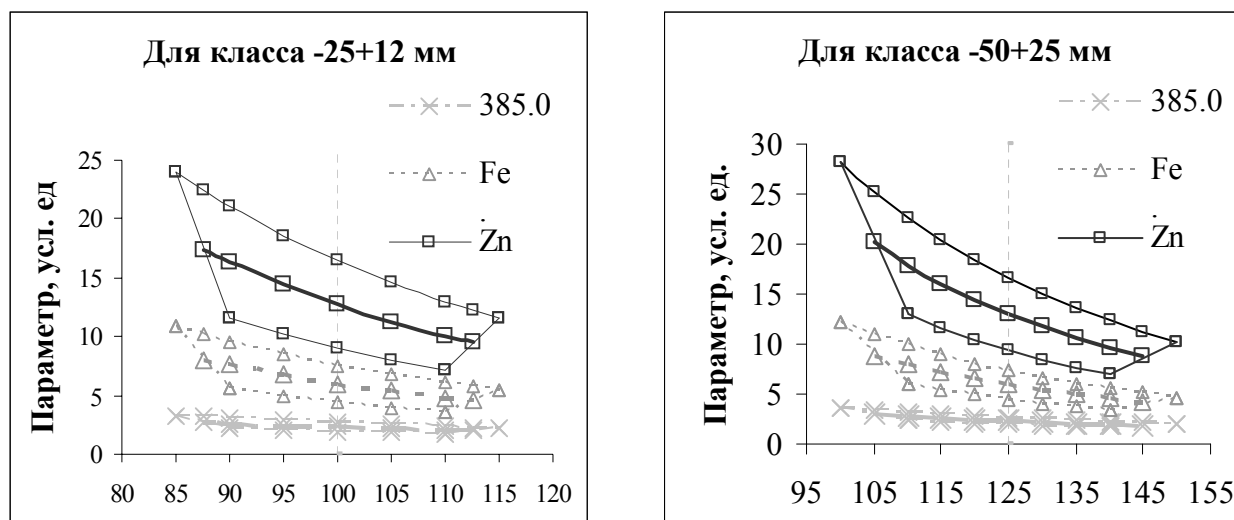 Для класса -25+12 мм
385.0
Fe
Zn
Параметр, усл. ед
25
20
15
10
5
0
80 85 90 95 100 105 110 115 120
Для класса -50+25 мм
385.0
Fe
Zn
Параметр, усл. ед.
30
25
20
15
10
5
0
95 105 115 125 135 145 155